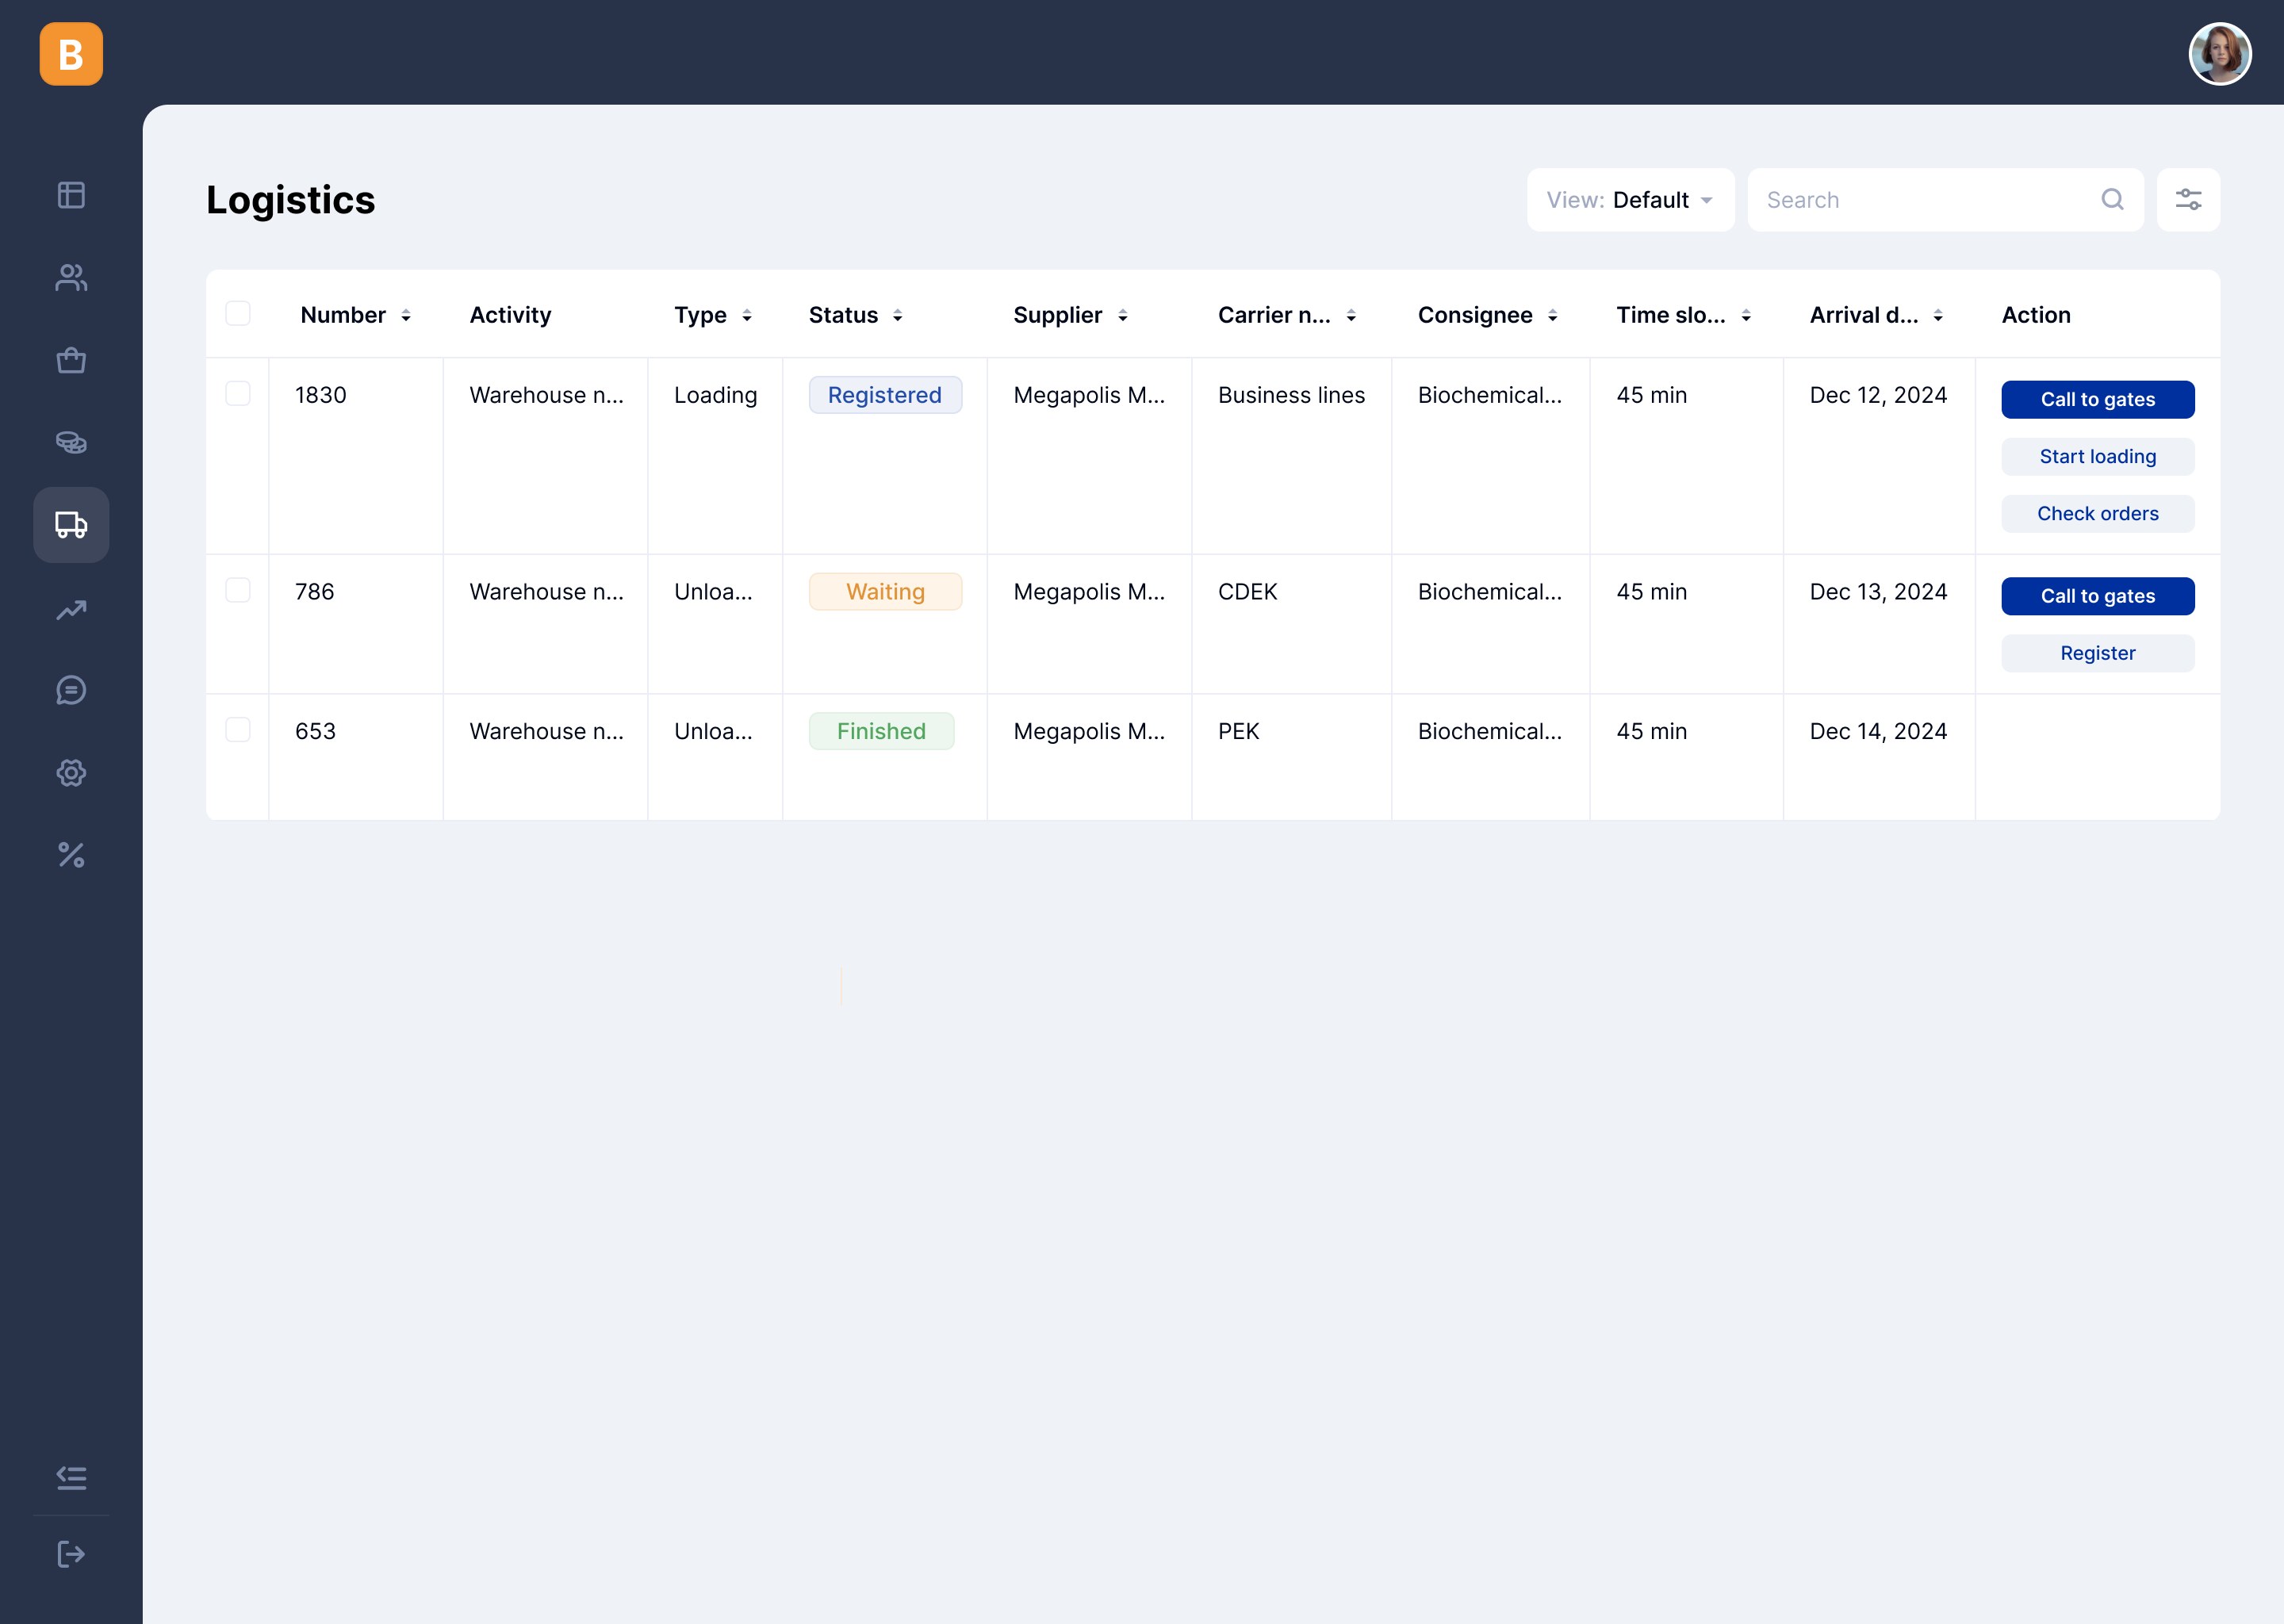 B
Logistics
View: Default
Search
Number Activity Type Status Supplier Carrier n... Consignee Time slo... Arrival d... Action
1830 Warehouse n... Loading Registered Megapolis M... Business lines Biochemical... 45 min Dec 12, 2024 Call to gates
Start loading
Check orders
786 Warehouse n... Unloa... Waiting Megapolis M... CDEK Biochemical... 45 min Dec 13, 2024 Call to gates
Register
653 Warehouse n... Unloa... Finished Megapolis M... PEK Biochemical... 45 min Dec 14, 2024